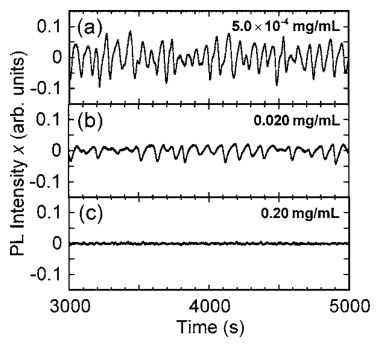 (a)
5.0 × 10⁻⁴ mg/mL
0.1
0
-0.1
(b)
0.020 mg/mL
0.1
0
-0.1
(c)
0.20 mg/mL
0.1
0
-0.1
PL Intensity x (arb. units)
3000 4000 5000
Time (s)